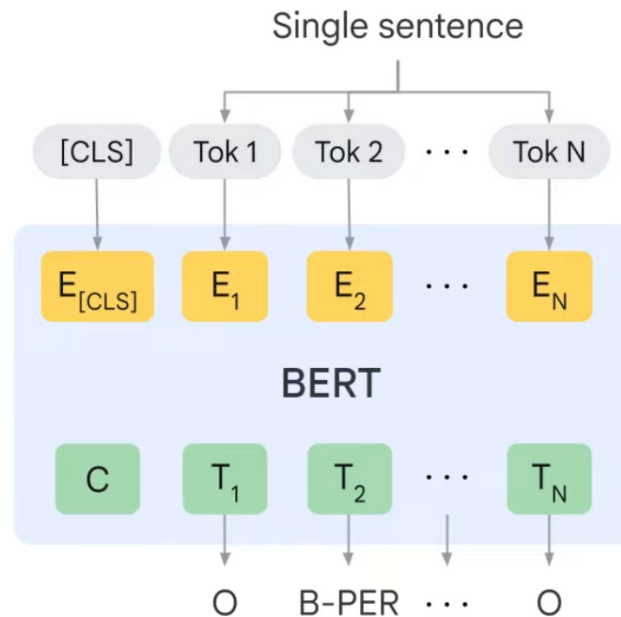 Single sentence
[CLS] Tok 1 Tok 2 ··· Tok N
E[CLS] E1 E2 ··· EN
BERT
C T1 T2 ··· TN
O B-PER ··· O